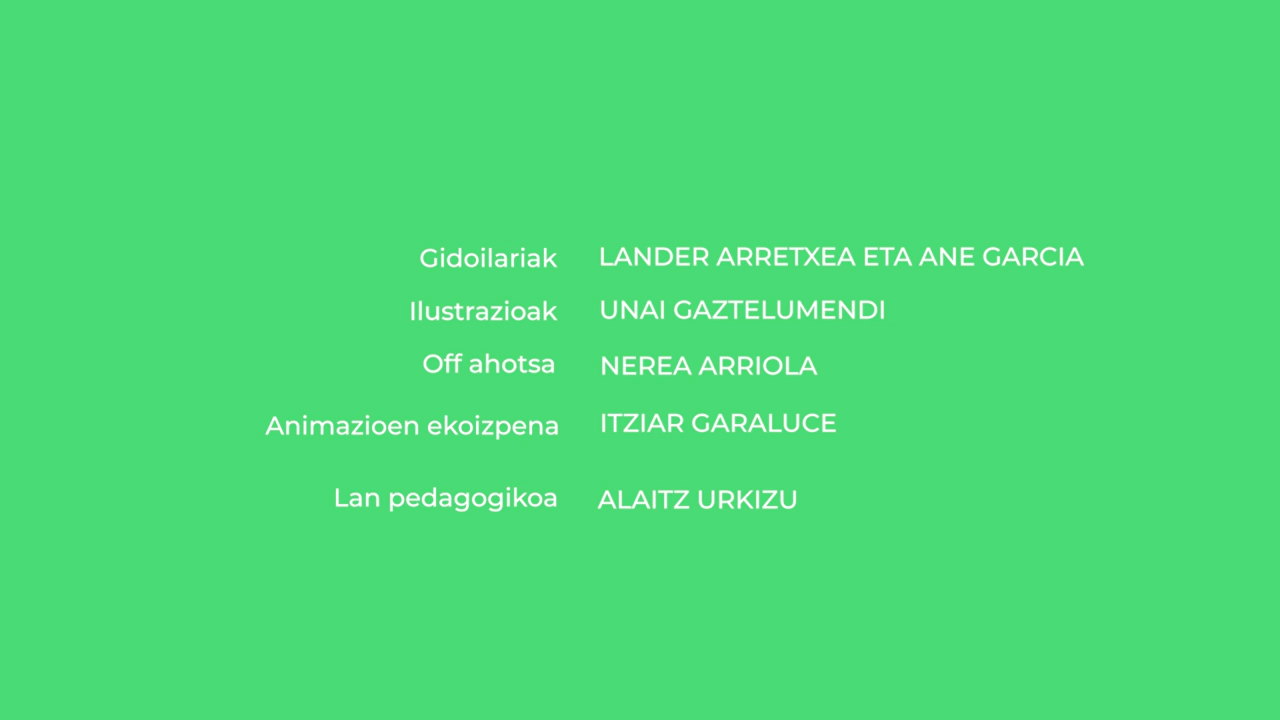 Gidoilariak LANDER ARRETXEA ETA ANE GARCIA
Ilustrazioak UNAI GAZTELUMENDI
Off ahotsa NEREA ARRIOLA
Animazioen ekoizpena ITZIAR GARALUCE
Lan pedagogikoa ALAITZ URKIZU